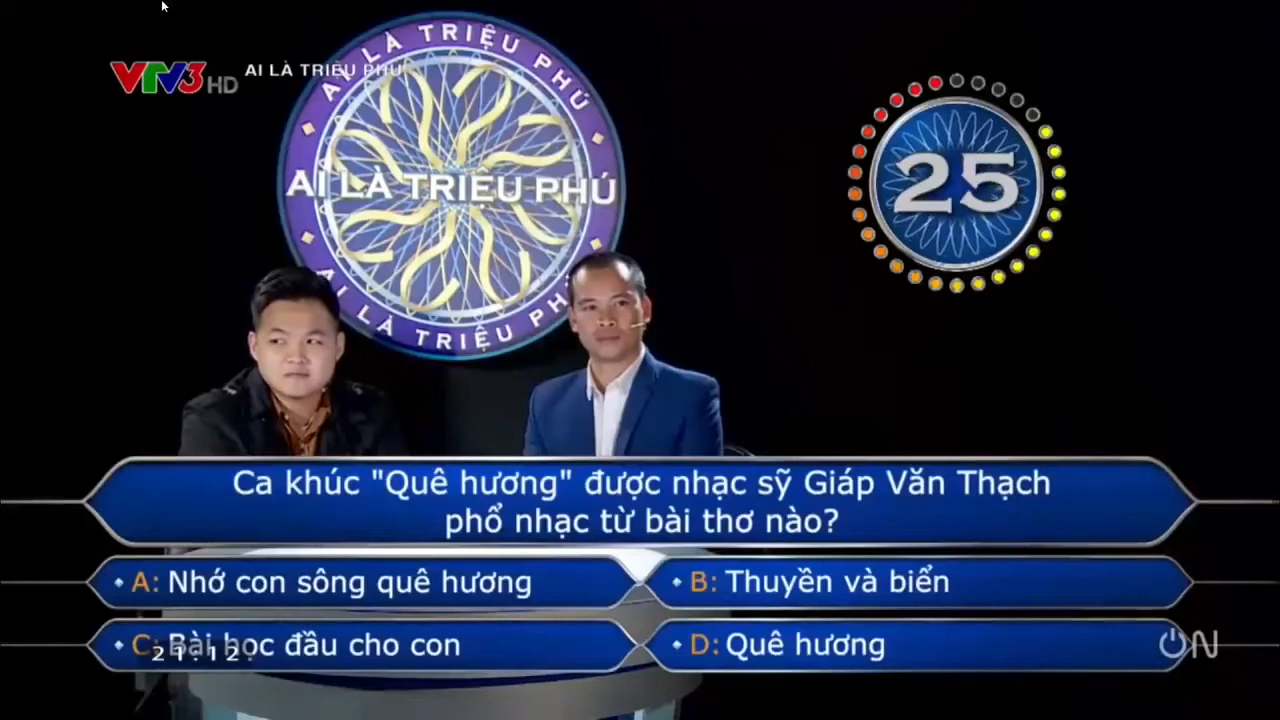 VTV3 HD
AI LÀ TRIỆU PHÚ
AI LÀ TRIỆU PHÚ
AI LÀ TRIỆU PHÚ
AI LÀ TRIỆU PHÚ
25
Ca khúc "Quê hương" được nhạc sỹ Giáp Văn Thạch
phổ nhạc từ bài thơ nào?
A: Nhớ con sông quê hương
B: Thuyền và biển
C: Bài học đầu cho con
D: Quê hương
21:12
ON